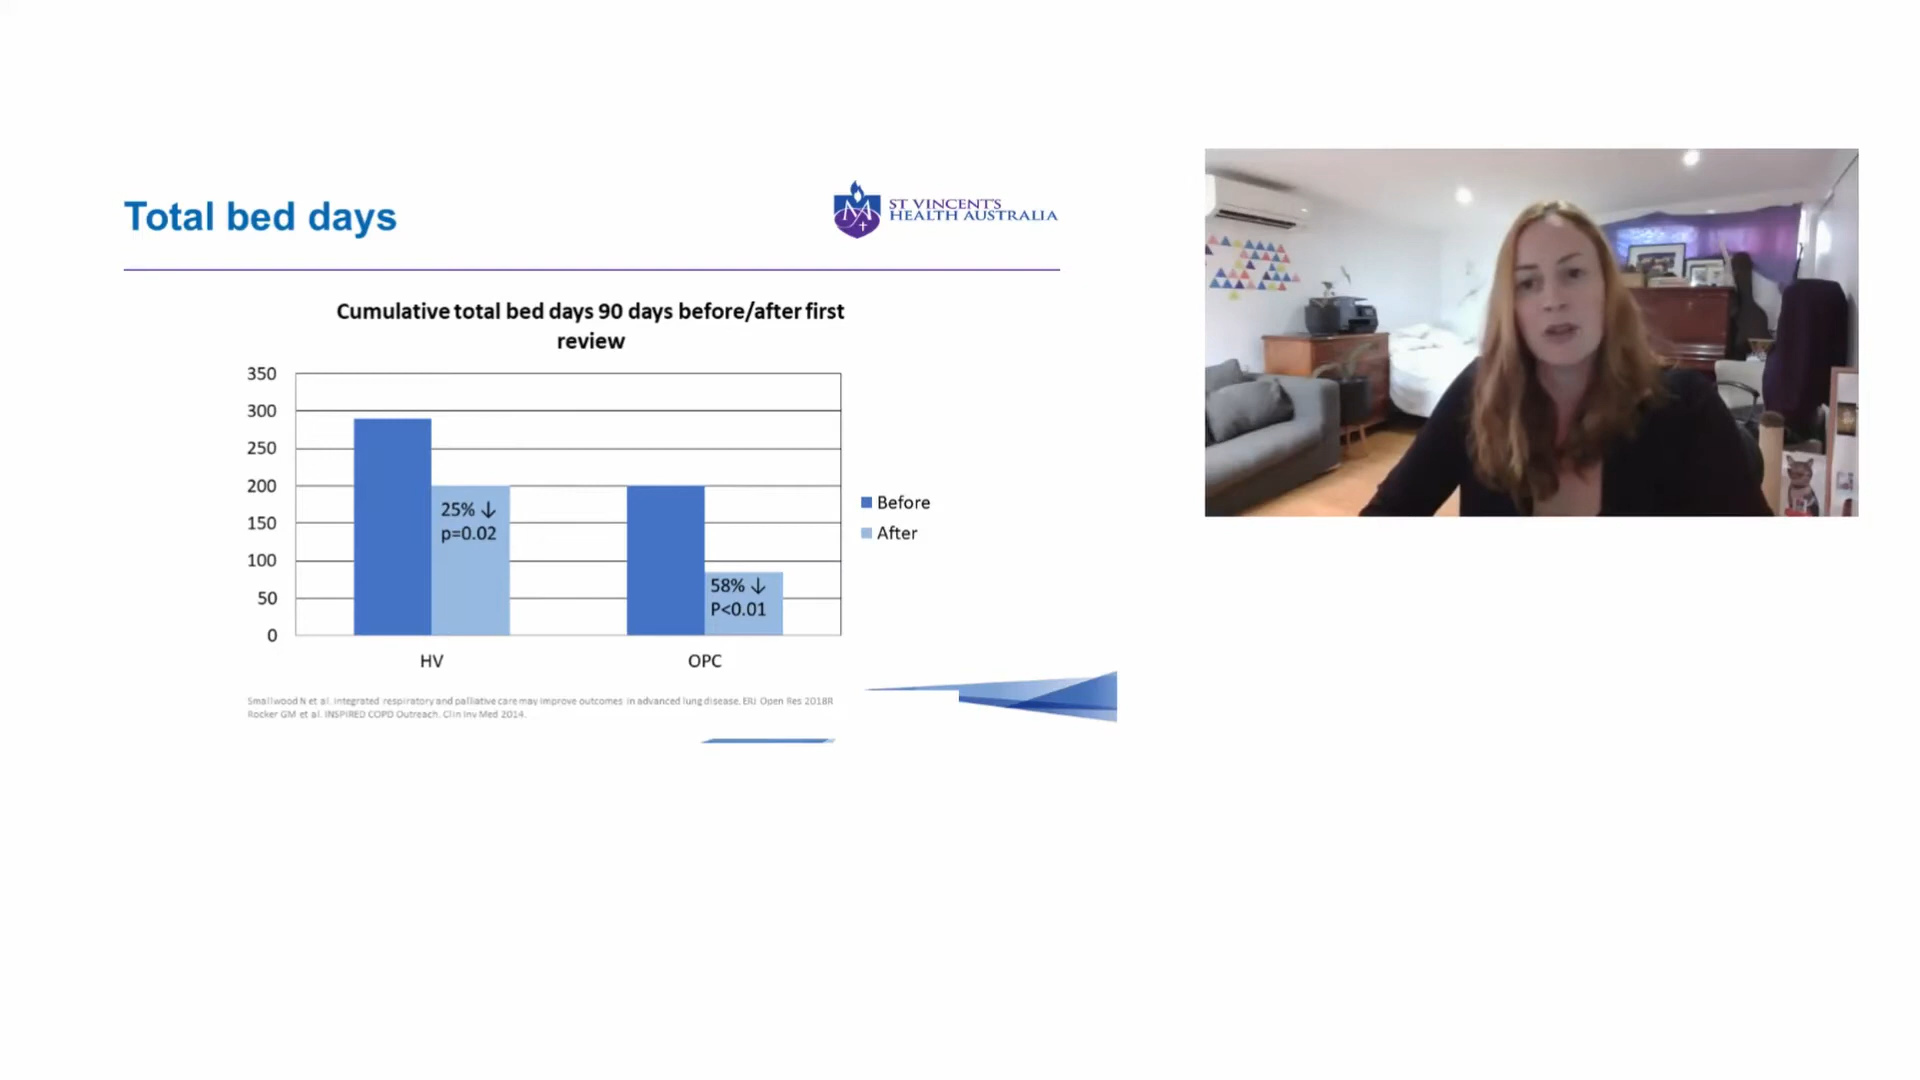 Total bed days
ST VINCENT'S
HEALTH AUSTRALIA
Cumulative total bed days 90 days before/after first
review
350
300
250
200
150
100
50
0
25% ↓
p=0.02
58% ↓
P<0.01
HV
OPC
Before
After
Smallwood N et al. Integrated respiratory and palliative care may improve outcomes in advanced lung disease. ERJ Open Res 2018R
Rocker GM et al. INSPIRED COPD Outreach. Clin Inv Med 2014.